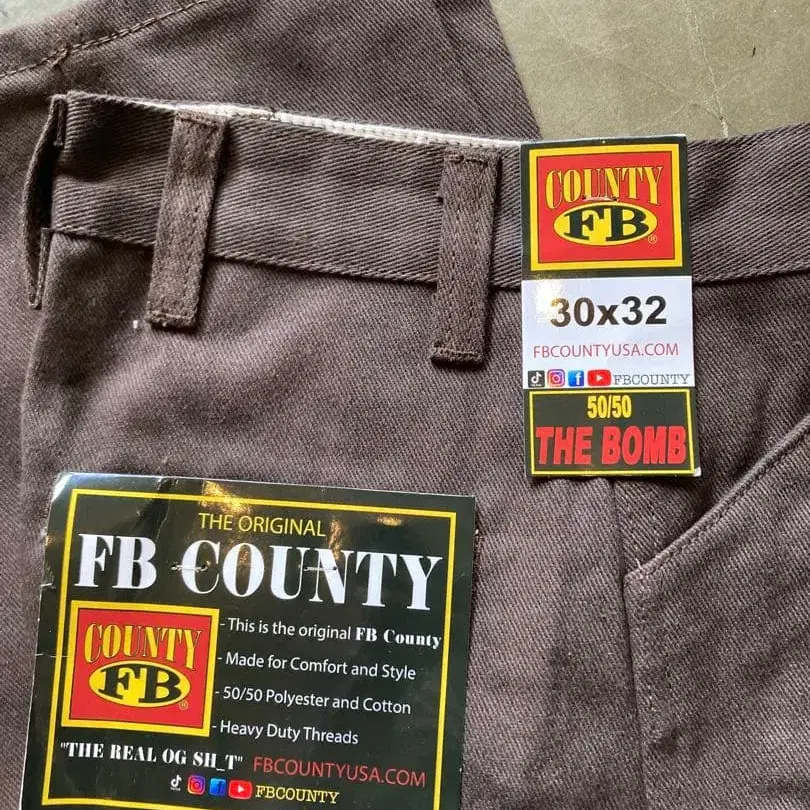 COUNTY
FB®
30x32
FBCOUNTYUSA.COM
FBCOUNTY
50/50
THE BOMB
THE ORIGINAL
FB COUNTY
COUNTY
FB®
- This is the original FB County
- Made for Comfort and Style
- 50/50 Polyester and Cotton
- Heavy Duty Threads
"THE REAL OG SH_T" FBCOUNTYUSA.COM
FBCOUNTY